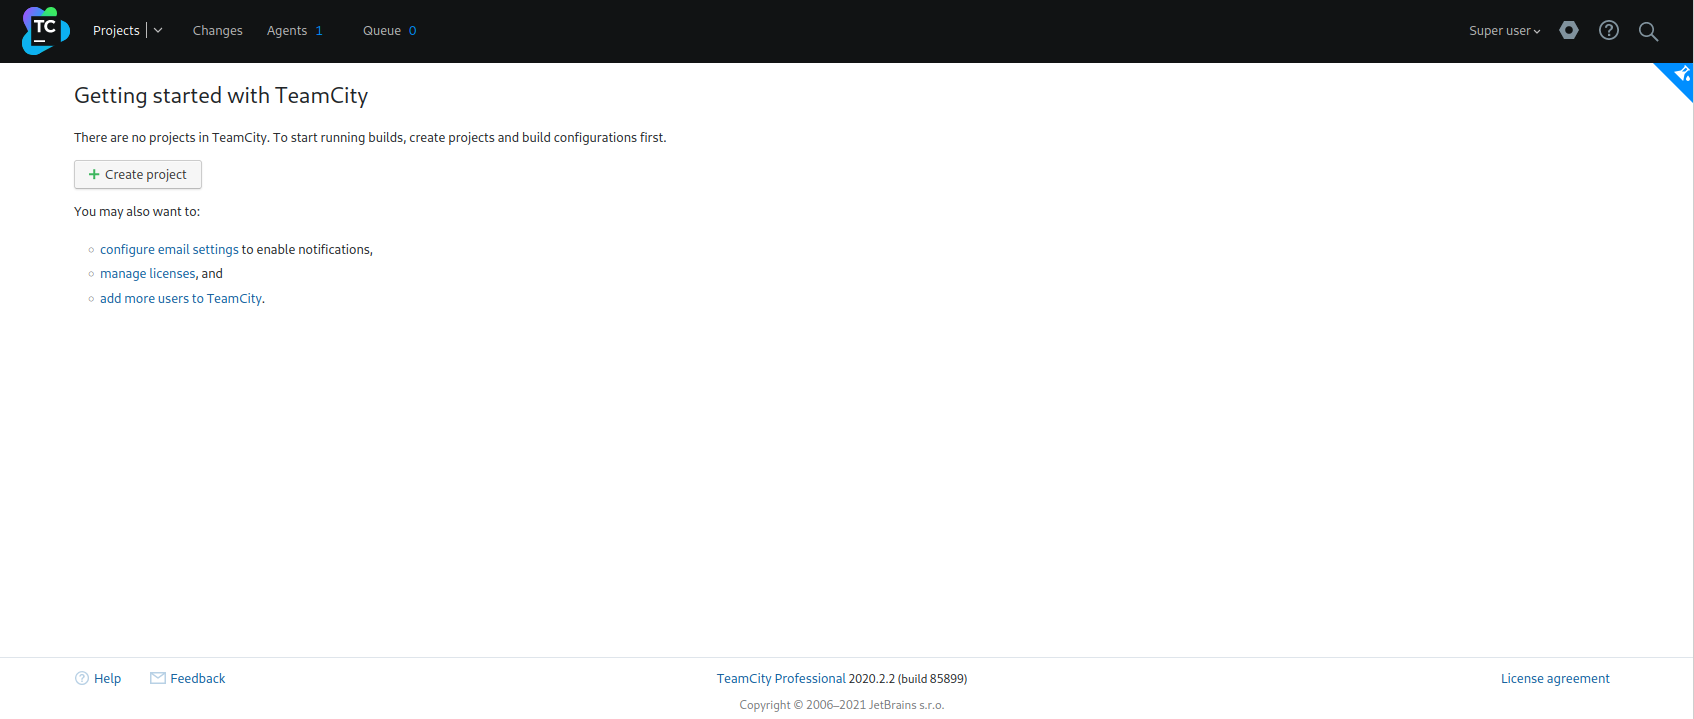 TC Projects Changes Agents 1 Queue 0 Super user
Getting started with TeamCity
There are no projects in TeamCity. To start running builds, create projects and build configurations first.
+ Create project
You may also want to:
configure email settings to enable notifications,
manage licenses, and
add more users to TeamCity.
Help Feedback TeamCity Professional 2020.2.2 (build 85899) License agreement
Copyright © 2006–2021 JetBrains s.r.o.